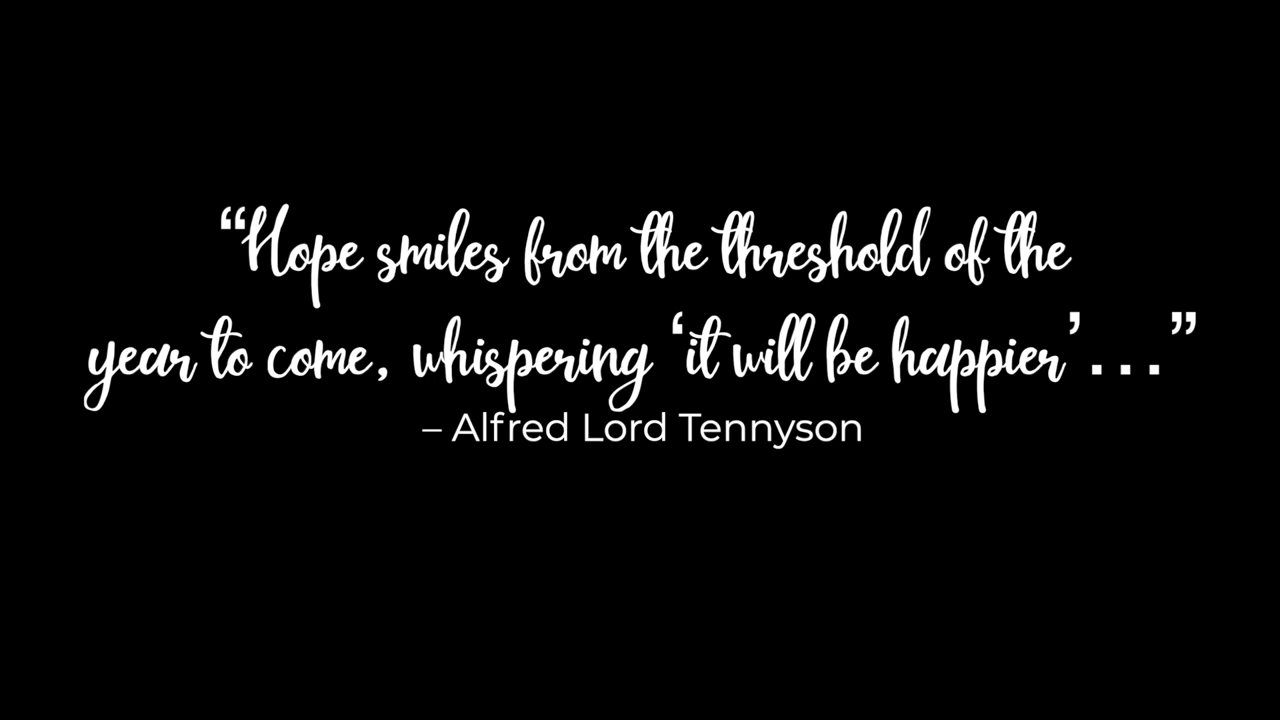 “Hope smiles from the threshold of the
year to come, whispering ‘it will be happier’...”
– Alfred Lord Tennyson